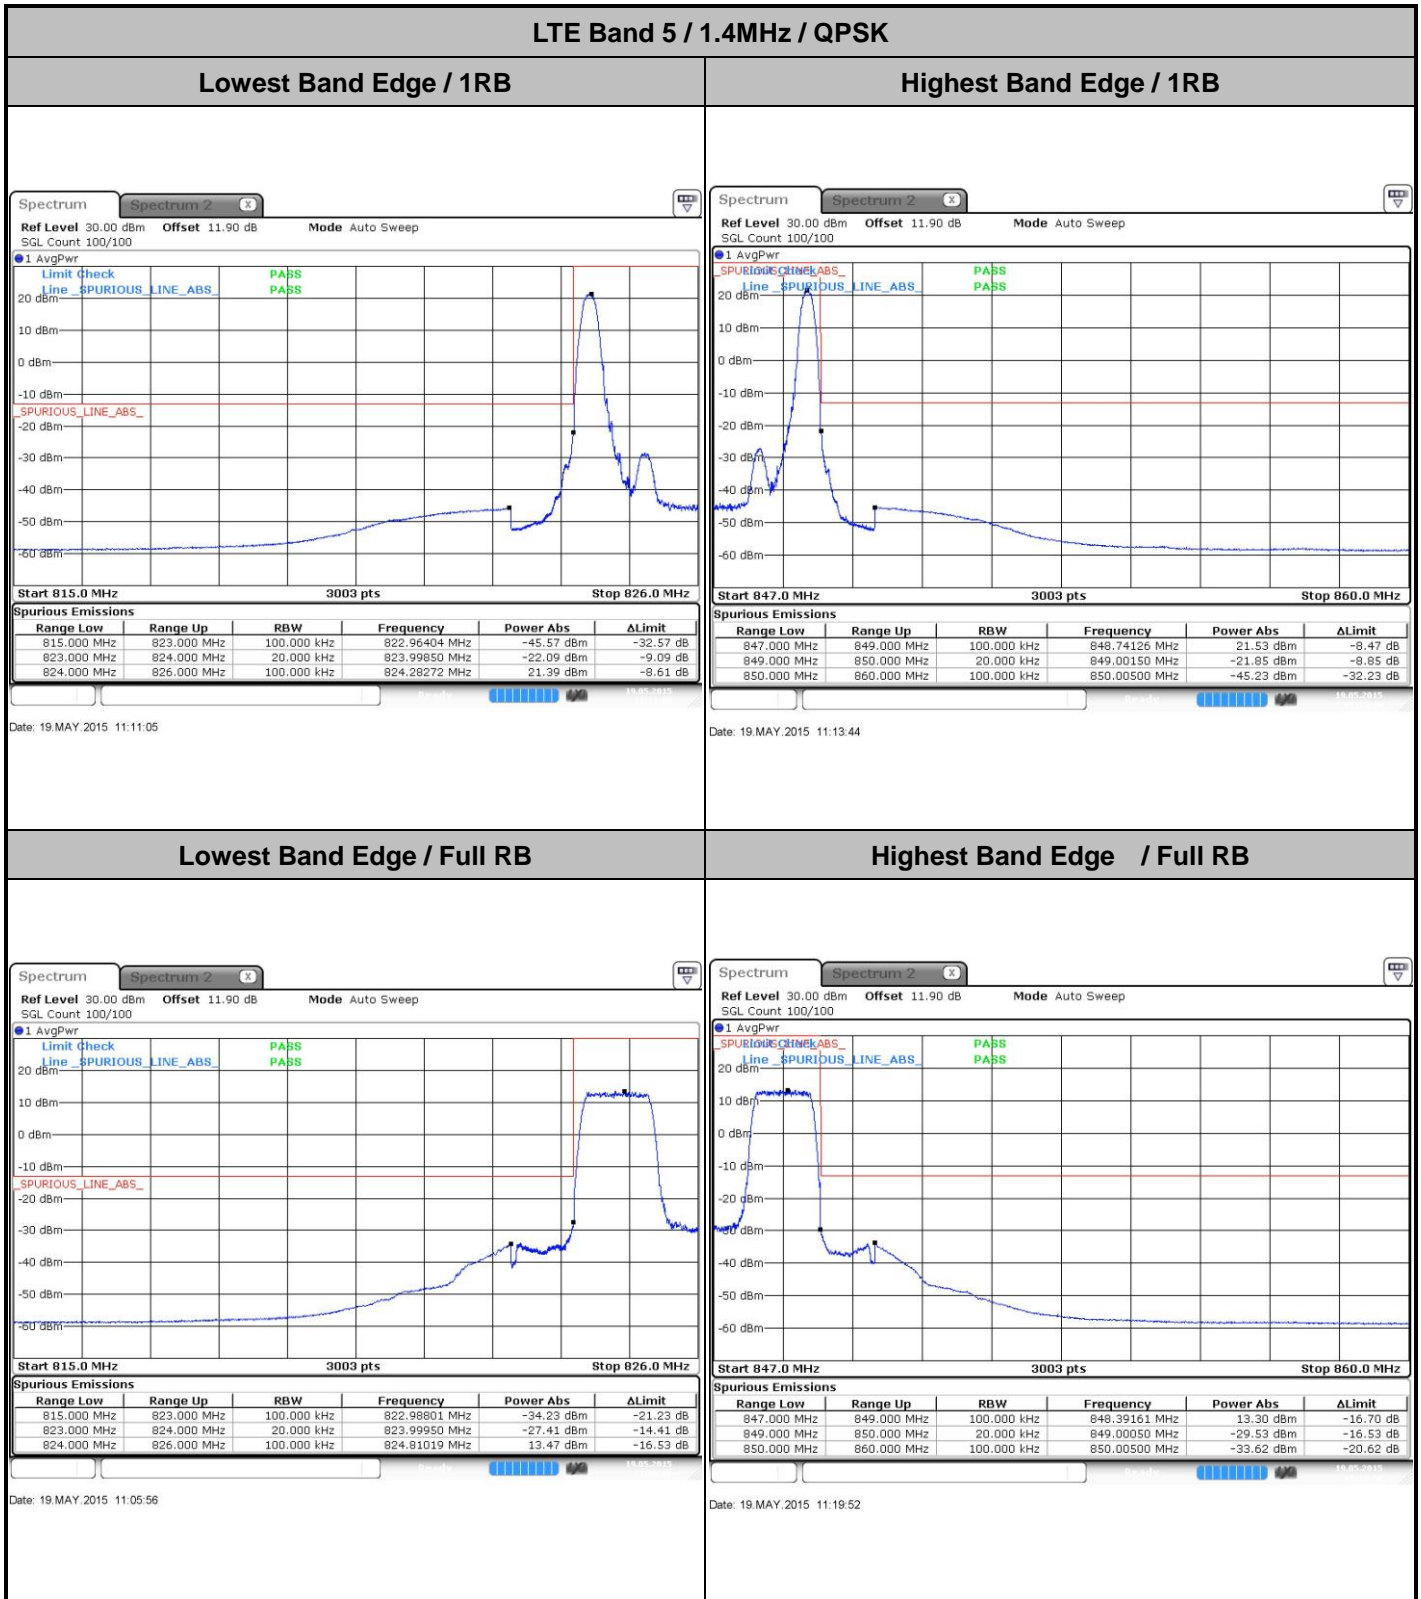 LTE Band 5 / 1.4MHz / QPSK
Lowest Band Edge / 1RB
Highest Band Edge / 1RB
Spectrum
Spectrum 2
Ref Level 30.00 dBm Offset 11.90 dB Mode Auto Sweep
SGL Count 100/100
1 AvgPwr
Limit Check PASS
Line _SPURIOUS_LINE_ABS_ PASS
20 dBm
10 dBm
0 dBm
-10 dBm
_SPURIOUS_LINE_ABS_
-20 dBm
-30 dBm
-40 dBm
-50 dBm
-60 dBm
Start 815.0 MHz 3003 pts Stop 826.0 MHz
Spurious Emissions
Range Low Range Up RBW Frequency Power Abs ΔLimit
815.000 MHz 823.000 MHz 100.000 kHz 822.96404 MHz -45.57 dBm -32.57 dB
823.000 MHz 824.000 MHz 20.000 kHz 823.99850 MHz -22.09 dBm -9.09 dB
824.000 MHz 826.000 MHz 100.000 kHz 824.28272 MHz 21.39 dBm -8.61 dB
19.05.2015
Date: 19.MAY.2015 11:11:05
Spectrum
Spectrum 2
Ref Level 30.00 dBm Offset 11.90 dB Mode Auto Sweep
SGL Count 100/100
1 AvgPwr
_SPURIOUS_LINE_ABS_
Limit Check PASS
Line _SPURIOUS_LINE_ABS_ PASS
20 dBm
10 dBm
0 dBm
-10 dBm
-20 dBm
-30 dBm
-40 dBm
-50 dBm
-60 dBm
Start 847.0 MHz 3003 pts Stop 860.0 MHz
Spurious Emissions
Range Low Range Up RBW Frequency Power Abs ΔLimit
847.000 MHz 849.000 MHz 100.000 kHz 848.74126 MHz 21.53 dBm -8.47 dB
849.000 MHz 850.000 MHz 20.000 kHz 849.00150 MHz -21.85 dBm -8.85 dB
850.000 MHz 860.000 MHz 100.000 kHz 850.00500 MHz -45.23 dBm -32.23 dB
19.05.2015
Date: 19.MAY.2015 11:13:44
Lowest Band Edge / Full RB
Highest Band Edge / Full RB
Spectrum
Spectrum 2
Ref Level 30.00 dBm Offset 11.90 dB Mode Auto Sweep
SGL Count 100/100
1 AvgPwr
Limit Check PASS
Line _SPURIOUS_LINE_ABS_ PASS
20 dBm
10 dBm
0 dBm
-10 dBm
_SPURIOUS_LINE_ABS_
-20 dBm
-30 dBm
-40 dBm
-50 dBm
-60 dBm
Start 815.0 MHz 3003 pts Stop 826.0 MHz
Spurious Emissions
Range Low Range Up RBW Frequency Power Abs ΔLimit
815.000 MHz 823.000 MHz 100.000 kHz 822.98801 MHz -34.23 dBm -21.23 dB
823.000 MHz 824.000 MHz 20.000 kHz 823.99950 MHz -27.41 dBm -14.41 dB
824.000 MHz 826.000 MHz 100.000 kHz 824.81019 MHz 13.47 dBm -16.53 dB
19.05.2015
Date: 19.MAY.2015 11:05:56
Spectrum
Spectrum 2
Ref Level 30.00 dBm Offset 11.90 dB Mode Auto Sweep
SGL Count 100/100
1 AvgPwr
_SPURIOUS_LINE_ABS_
Limit Check PASS
Line _SPURIOUS_LINE_ABS_ PASS
20 dBm
10 dBm
0 dBm
-10 dBm
-20 dBm
-30 dBm
-40 dBm
-50 dBm
-60 dBm
Start 847.0 MHz 3003 pts Stop 860.0 MHz
Spurious Emissions
Range Low Range Up RBW Frequency Power Abs ΔLimit
847.000 MHz 849.000 MHz 100.000 kHz 848.39161 MHz 13.30 dBm -16.70 dB
849.000 MHz 850.000 MHz 20.000 kHz 849.00050 MHz -29.53 dBm -16.53 dB
850.000 MHz 860.000 MHz 100.000 kHz 850.00500 MHz -33.62 dBm -20.62 dB
19.05.2015
Date: 19.MAY.2015 11:19:52